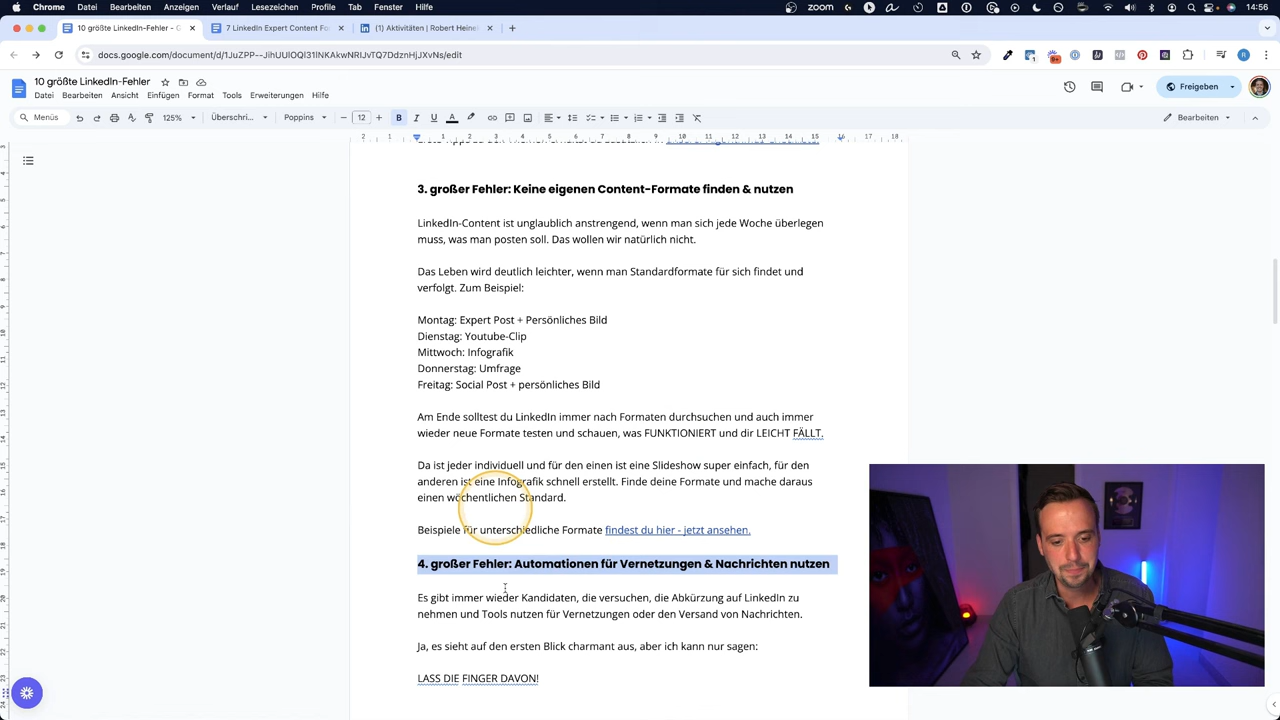 Chrome Datei Bearbeiten Anzeigen Verlauf Lesezeichen Profile Tab Fenster Hilfe zoom 14:56
10 größte LinkedIn-Fehler - G
7 LinkedIn Expert Content Fo
(1) Aktivitäten | Robert Heine
docs.google.com/document/d/1JuZPP--JihUUIOQl31lNKAkwNRIJvTQ7DdznHjJXvNs/edit
10 größte LinkedIn-Fehler
Datei Bearbeiten Ansicht Einfügen Format Tools Erweiterungen Hilfe
Freigeben
Menüs 125% Überschri... Poppins 12 Bearbeiten
3. großer Fehler: Keine eigenen Content-Formate finden & nutzen
LinkedIn-Content ist unglaublich anstrengend, wenn man sich jede Woche überlegen
muss, was man posten soll. Das wollen wir natürlich nicht.
Das Leben wird deutlich leichter, wenn man Standardformate für sich findet und
verfolgt. Zum Beispiel:
Montag: Expert Post + Persönliches Bild
Dienstag: Youtube-Clip
Mittwoch: Infografik
Donnerstag: Umfrage
Freitag: Social Post + persönliches Bild
Am Ende solltest du LinkedIn immer nach Formaten durchsuchen und auch immer
wieder neue Formate testen und schauen, was FUNKTIONIERT und dir LEICHT FÄLLT.
Da ist jeder individuell und für den einen ist eine Slideshow super einfach, für den
anderen ist eine Infografik schnell erstellt. Finde deine Formate und mache daraus
einen wöchentlichen Standard.
Beispiele für unterschiedliche Formate findest du hier - jetzt ansehen.
4. großer Fehler: Automationen für Vernetzungen & Nachrichten nutzen
Es gibt immer wieder Kandidaten, die versuchen, die Abkürzung auf LinkedIn zu
nehmen und Tools nutzen für Vernetzungen oder den Versand von Nachrichten.
Ja, es sieht auf den ersten Blick charmant aus, aber ich kann nur sagen:
LASS DIE FINGER DAVON!